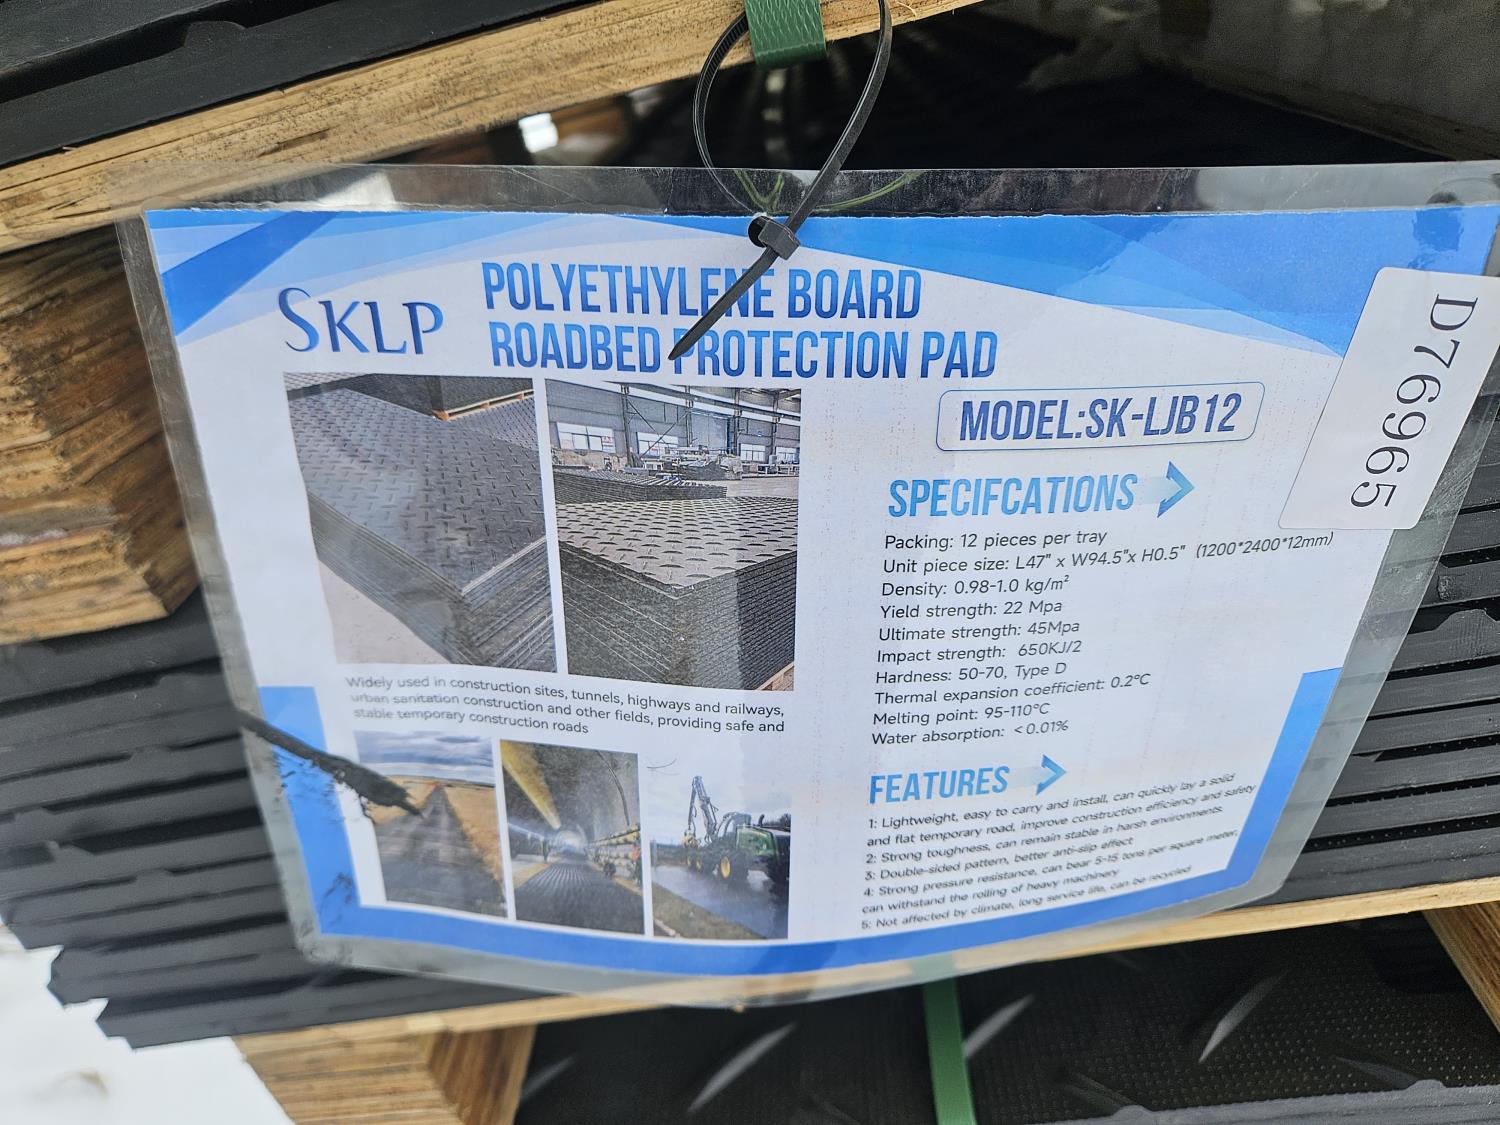 SKLP
POLYETHYLENE BOARD
ROADBED PROTECTION PAD
MODEL:SK-LJB12
D76965
SPECIFCATIONS
Packing: 12 pieces per tray
Unit piece size: L47" x W94.5"x H0.5" (1200*2400*12mm)
Density: 0.98-1.0 kg/m²
Yield strength: 22 Mpa
Ultimate strength: 45Mpa
Impact strength: 650KJ/2
Hardness: 50-70, Type D
Thermal expansion coefficient: 0.2°C
Melting point: 95-110°C
Water absorption: <0.01%
Widely used in construction sites, tunnels, highways and railways,
urban sanitation construction and other fields, providing safe and
stable temporary construction roads
FEATURES
1: Lightweight, easy to carry and install, can quickly lay a solid
and flat temporary road, improve construction efficiency and safety
2: Strong toughness, can remain stable in harsh environments.
3: Double-sided pattern, better anti-slip effect
4: Strong pressure resistance, can bear 5-15 tons per square meter,
can withstand the rolling of heavy machinery
5: Not affected by climate, long service life, can be recycled